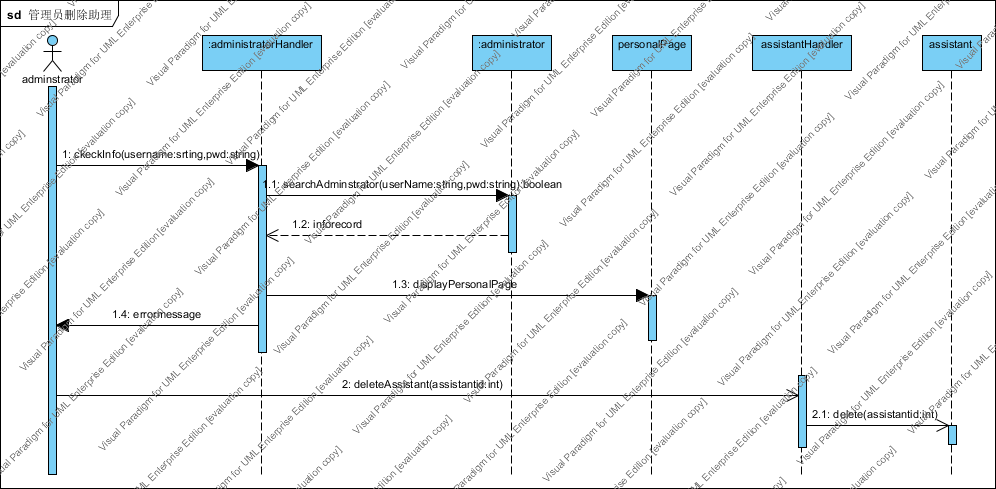 sd 管理员删除助理
:administratorHandler
:administrator
personalPage
assistantHandler
assistant
adminstrator
1: ckeckInfo(username:srting,pwd:string)
1.1: searchAdminstrator(userName:string,pwd:string):boolean
1.2: inforecord
1.3: displayPersonalPage
1.4: errormessage
2: deleteAssistant(assistantid:int)
2.1: delete(assistantid:int)
Visual Paradigm for UML Enterprise Edition [evaluation copy]